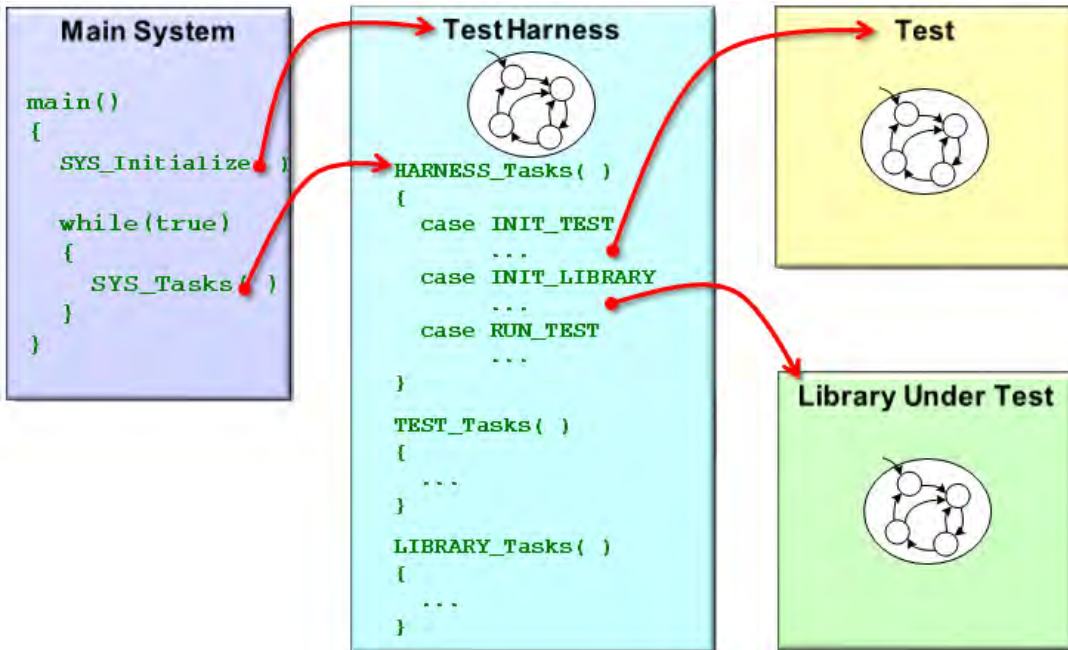 Main System
main()
{
SYS_Initialize( )
while(true)
{
SYS_Tasks( )
}
}
Test Harness
HARNESS_Tasks( )
{
case INIT_TEST
...
case INIT_LIBRARY
...
case RUN_TEST
...
}
TEST_Tasks( )
{
...
}
LIBRARY_Tasks( )
{
...
}
Test
Library Under Test